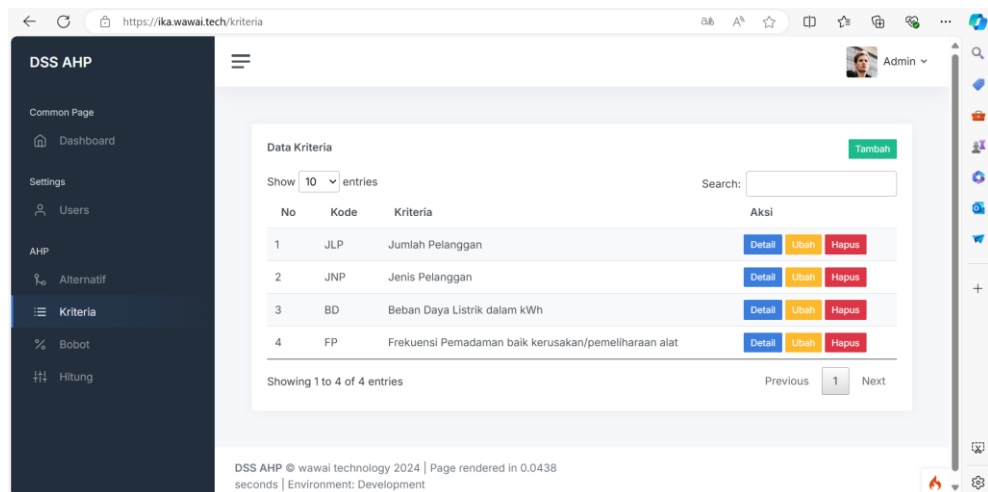 https://ika.wawai.tech/kriteria
DSS AHP
Admin
Common Page
Dashboard
Settings
Users
AHP
Alternatif
Kriteria
Bobot
Hitung
Data Kriteria
Tambah
Show 10 entries
Search:
No Kode Kriteria Aksi
1 JLP Jumlah Pelanggan Detail Ubah Hapus
2 JNP Jenis Pelanggan Detail Ubah Hapus
3 BD Beban Daya Listrik dalam kWh Detail Ubah Hapus
4 FP Frekuensi Pemadaman baik kerusakan/pemeliharaan alat Detail Ubah Hapus
Showing 1 to 4 of 4 entries
Previous 1 Next
DSS AHP © wawai technology 2024 | Page rendered in 0.0438
seconds | Environment: Development